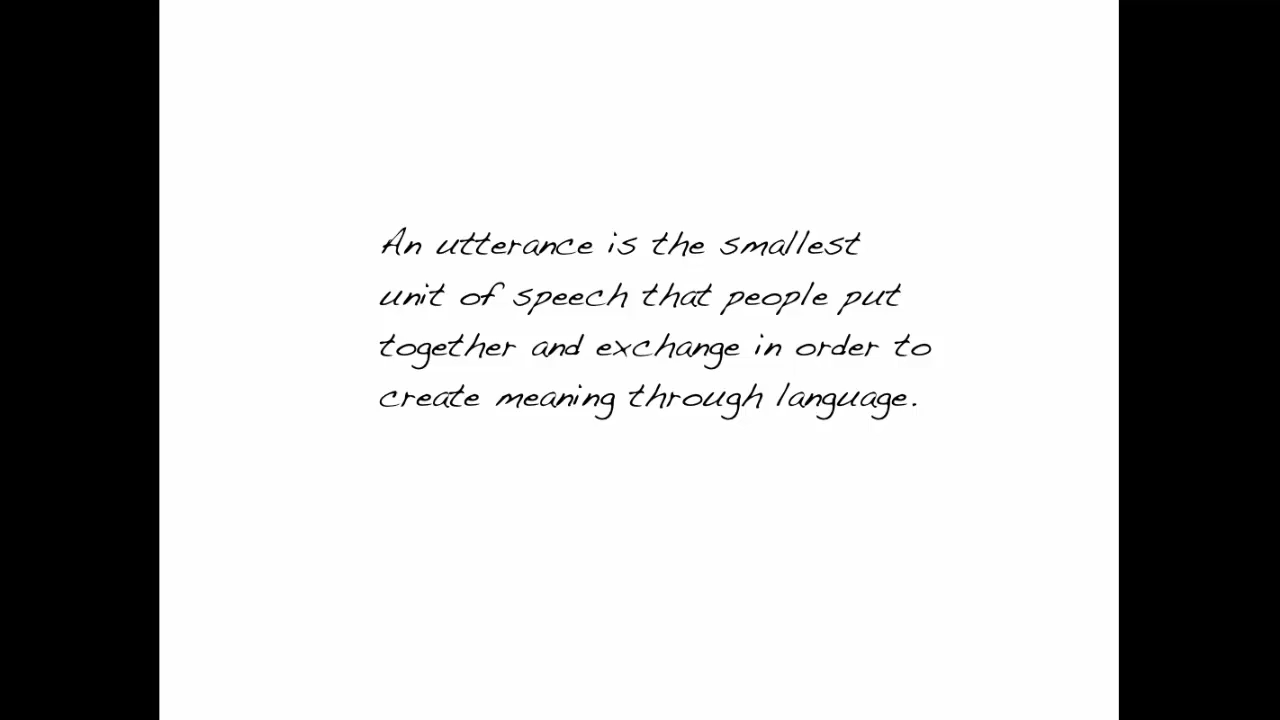 An utterance is the smallest
unit of speech that people put
together and exchange in order to
create meaning through language.